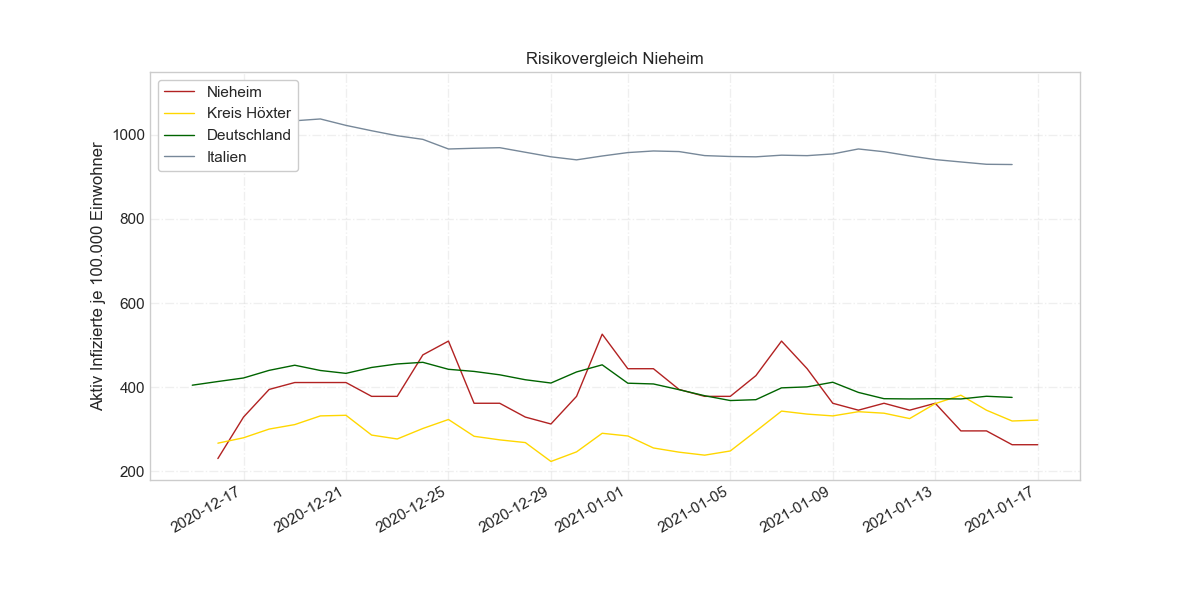 Risikovergleich Nieheim
Nieheim
Kreis Höxter
Deutschland
Italien
Aktiv Infizierte je 100.000 Einwohner
1000
800
600
400
200
2020-12-17
2020-12-21
2020-12-25
2020-12-29
2021-01-01
2021-01-05
2021-01-09
2021-01-13
2021-01-17